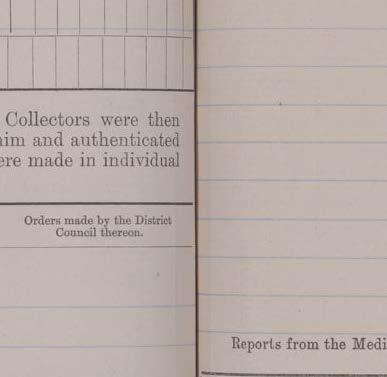 Collectors were then
him and authenticated
ere made in individual
Orders made by the District
Council thereon.
Reports from the Medi